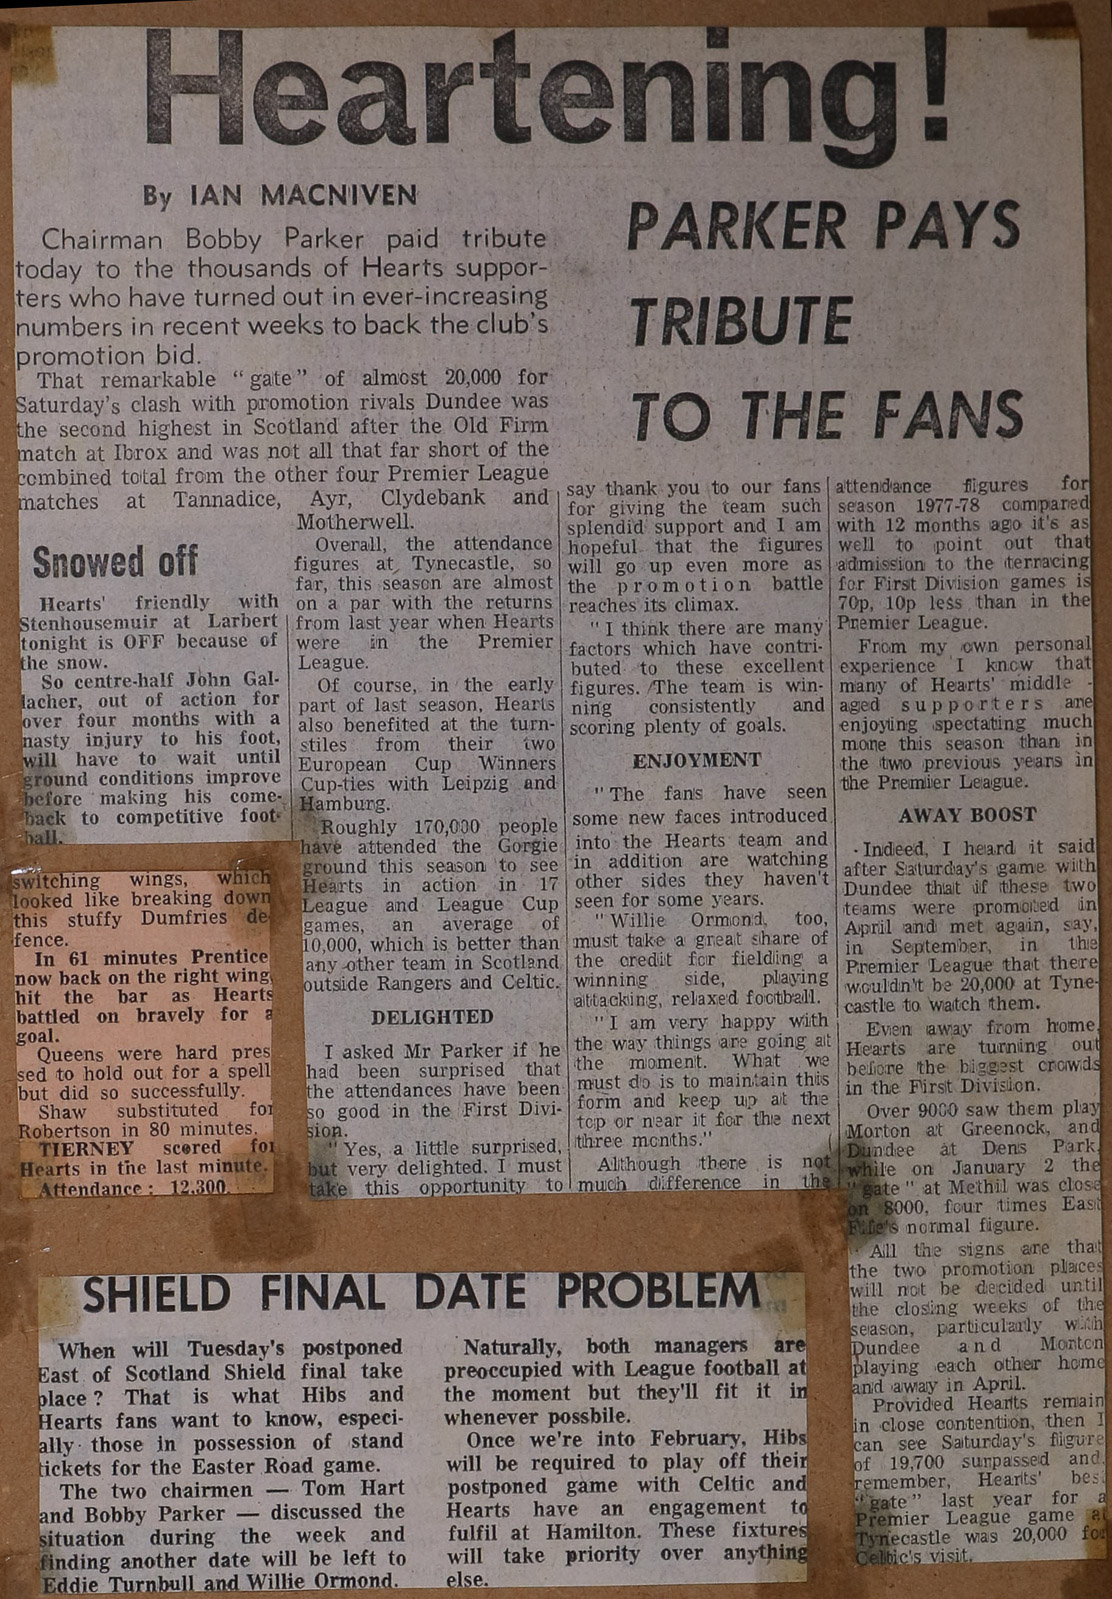 Heartening!
By IAN MACNIVEN
PARKER PAYS
TRIBUTE
TO THE FANS
Chairman Bobby Parker paid tribute
today to the thousands of Hearts suppor-
ters who have turned out in ever-increasing
numbers in recent weeks to back the club's
promotion bid.
That remarkable "gate" of almost 20,000 for
Saturday's clash with promotion rivals Dundee was
the second highest in Scotland after the Old Firm
match at Ibrox and was not all that far short of the
combined total from the other four Premier League
matches at Tannadice, Ayr, Clydebank and
Motherwell.
Overall, the attendance
figures at Tynecastle, so
far, this season are almost
on a par with the returns
from last year when Hearts
were in the Premier
League.
Of course, in the early
part of last season, Hearts
also benefited at the turn-
stiles from their two
European Cup Winners
Cup-ties with Leipzig and
Hamburg.
Roughly 170,000 people
have attended the Gorgie
ground this season to see
Hearts in action in 17
League and League Cup
games, an average of
10,000, which is better than
any other team in Scotland
outside Rangers and Celtic.
DELIGHTED
I asked Mr Parker if he
had been surprised that
the attendances have been
so good in the First Divi-
sion.
"Yes, a little surprised,
but very delighted. I must
take this opportunity to
say thank you to our fans
for giving the team such
splendid support and I am
hopeful that the figures
will go up even more as
the promotion battle
reaches its climax.
"I think there are many
factors which have contri-
buted to these excellent
figures. The team is win-
ning consistently and
scoring plenty of goals.
ENJOYMENT
"The fans have seen
some new faces introduced
into the Hearts team and
in addition are watching
other sides they haven't
seen for some years.
"Willie Ormond, too,
must take a great share of
the credit for fielding a
winning side, playing
attacking, relaxed football.
"I am very happy with
the way things are going at
the moment. What we
must do is to maintain this
form and keep up at the
top or near it for the next
three months."
Although there is not
much difference in the
attendance figures for
season 1977-78 compared
with 12 months ago it's as
well to point out that
admission to the terracing
for First Division games is
70p, 10p less than in the
Premier League.
From my own personal
experience I know that
many of Hearts' middle -
aged supporters are
enjoying spectating much
more this season than in
the two previous years in
the Premier League.
AWAY BOOST
Indeed, I heard it said
after Saturday's game with
Dundee that if these two
teams were promoted in
April and met again, say,
in September, in the
Premier League that there
wouldn't be 20,000 at Tyne-
castle to watch them.
Even away from home,
Hearts are turning out
before the biggest crowds
in the First Division.
Over 9000 saw them play
Morton at Greenock, and
Dundee at Dens Park,
while on January 2 the
"gate" at Methil was close
on 8000, four times East
Fife's normal figure.
All the signs are that
the two promotion places
will not be decided until
the closing weeks of the
season, particularly with
Dundee and Morton
playing each other home
and away in April.
Provided Hearts remain
in close contention, then I
can see Saturday's figure
of 19,700 surpassed and,
remember, Hearts' best
"gate" last year for a
Premier League game at
Tynecastle was 20,000 for
Celtic's visit.
Snowed off
Hearts' friendly with
Stenhousemuir at Larbert
tonight is OFF because of
the snow.
So centre-half John Gal-
lacher, out of action for
over four months with a
nasty injury to his foot,
will have to wait until
ground conditions improve
before making his come-
back to competitive foot-
ball.
switching wings, which
looked like breaking down
this stuffy Dumfries de
fence.
In 61 minutes Prentice
now back on the right wing
hit the bar as Hearts
battled on bravely for a
goal.
Queens were hard pres
sed to hold out for a spell
but did so successfully.
Shaw substituted for
Robertson in 80 minutes.
TIERNEY scored for
Hearts in the last minute.
Attendance: 12,300.
SHIELD FINAL DATE PROBLEM
When will Tuesday's postponed
East of Scotland Shield final take
place? That is what Hibs and
Hearts fans want to know, especi-
ally those in possession of stand
tickets for the Easter Road game.
The two chairmen — Tom Hart
and Bobby Parker — discussed the
situation during the week and
finding another date will be left to
Eddie Turnbull and Willie Ormond.
Naturally, both managers are
preoccupied with League football at
the moment but they'll fit it in
whenever possbile.
Once we're into February, Hibs
will be required to play off their
postponed game with Celtic and
Hearts have an engagement to
fulfil at Hamilton. These fixtures
will take priority over anything
else.